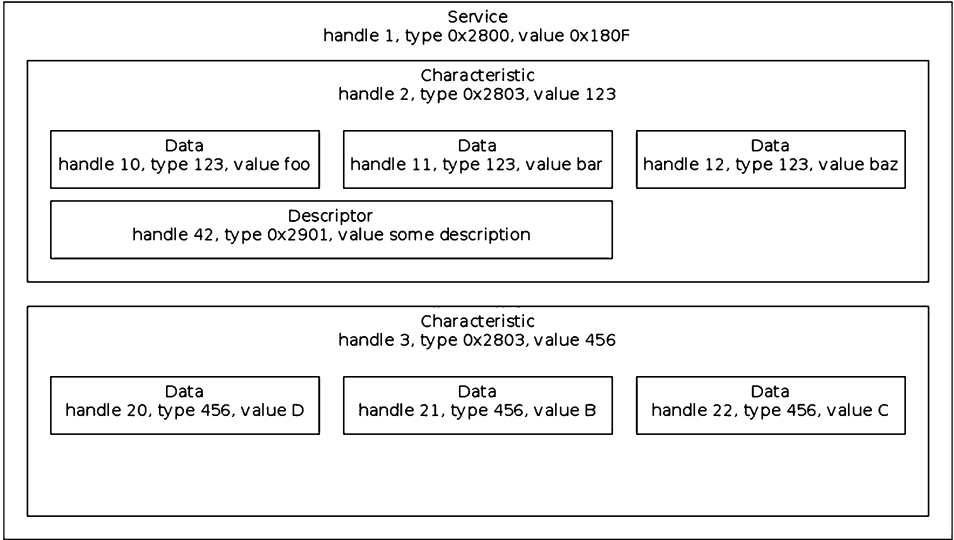 Service
handle 1, type 0x2800, value 0x180F
Characteristic
handle 2, type 0x2803, value 123
Data
handle 10, type 123, value foo
Data
handle 11, type 123, value bar
Data
handle 12, type 123, value baz
Descriptor
handle 42, type 0x2901, value some description
Characteristic
handle 3, type 0x2803, value 456
Data
handle 20, type 456, value D
Data
handle 21, type 456, value B
Data
handle 22, type 456, value C